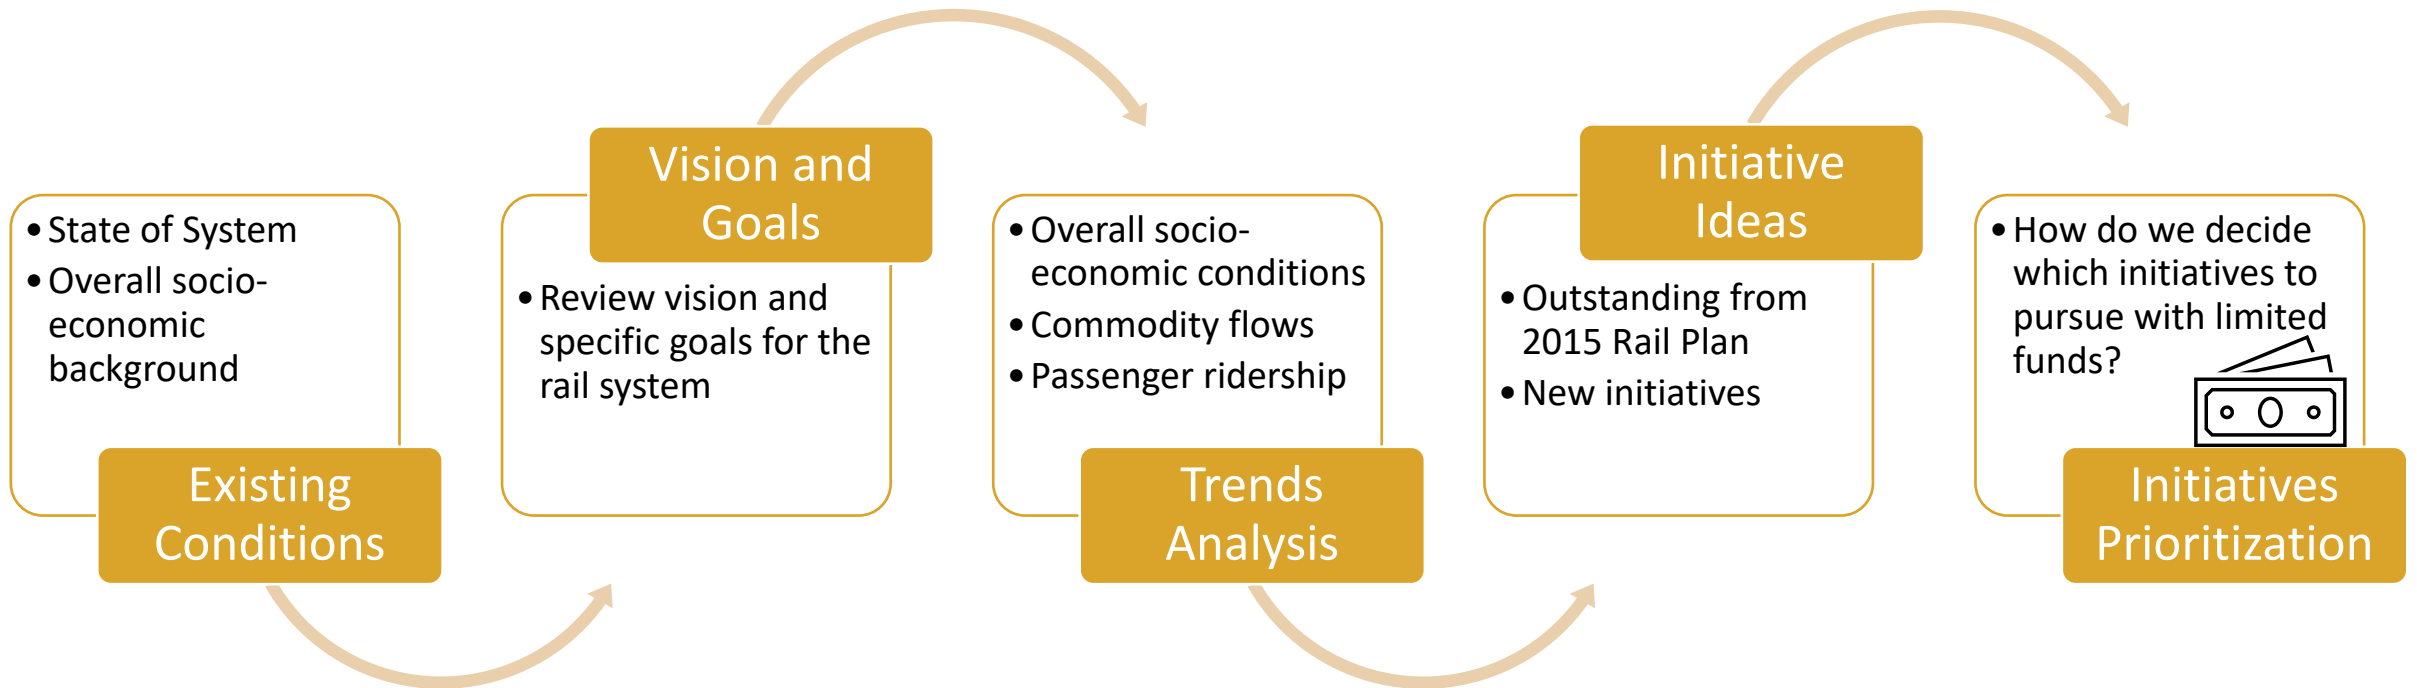 • State of System
• Overall socio-
economic
background
Existing
Conditions
Vision and
Goals
• Review vision and
specific goals for the
rail system
• Overall socio-
economic conditions
• Commodity flows
• Passenger ridership
Trends
Analysis
Initiative
Ideas
• Outstanding from
2015 Rail Plan
• New initiatives
• How do we decide
which initiatives to
pursue with limited
funds?
Initiatives
Prioritization